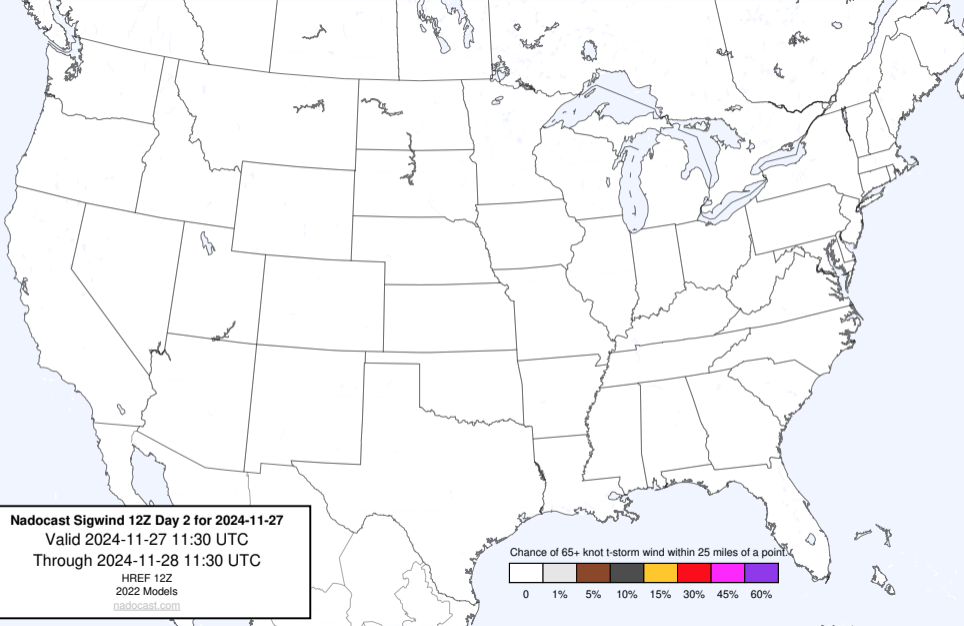 Nadocast Sigwind 12Z Day 2 for 2024-11-27
Valid 2024-11-27 11:30 UTC
Through 2024-11-28 11:30 UTC
HREF 12Z
2022 Models
nadocast.com
Chance of 65+ knot t-storm wind within 25 miles of a point.
0 1% 5% 10% 15% 30% 45% 60%